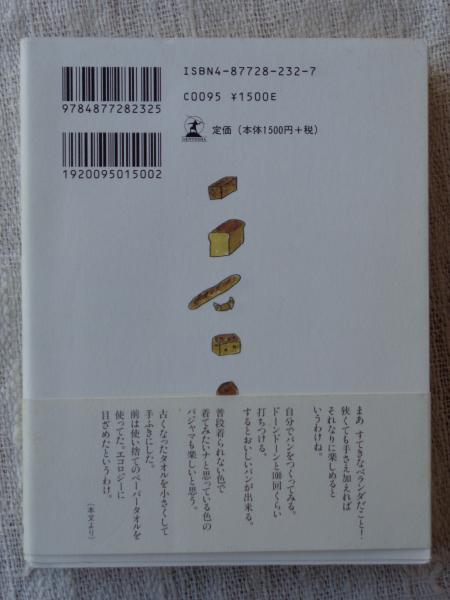 ISBN4-87728-232-7
C0095 ¥1500E
9784877282325
定価（本体1500円＋税）
1920095015002
まあ すてきなベランダだこと！
狭くても手さえ加えれば
それなりに楽しめると
いうわけね。
自分でパンをつくってみる。
ドーンドーンと100回くらい
打ちつける。
するとおいしいパンが出来る。
普段着られない色で
着てみたいナと思っている色の
パジャマも楽しいと思う。
古くなったタオルを小さくして
手ふきにした。
前は使い捨てのペーパータオルを
使ってた。エコロジーに
目ざめたというわけ。
（本文より）